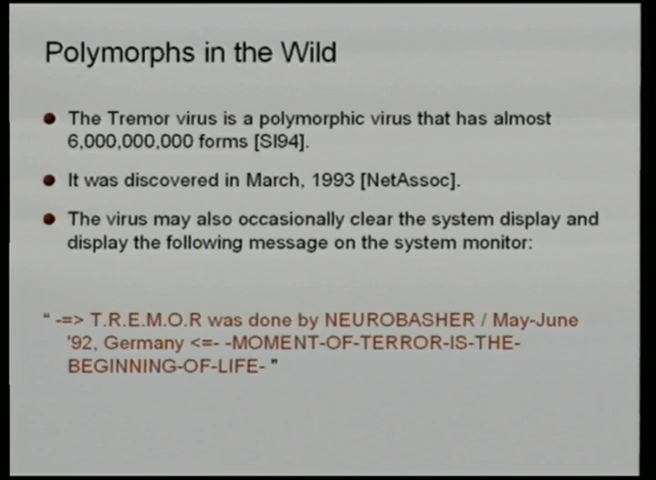 Polymorphs in the Wild
The Tremor virus is a polymorphic virus that has almost
6,000,000,000 forms [SI94].
It was discovered in March, 1993 [NetAssoc].
The virus may also occasionally clear the system display and
display the following message on the system monitor:
" -=> T.R.E.M.O.R was done by NEUROBASHER / May-June
'92, Germany <=- -MOMENT-OF-TERROR-IS-THE-
BEGINNING-OF-LIFE- "